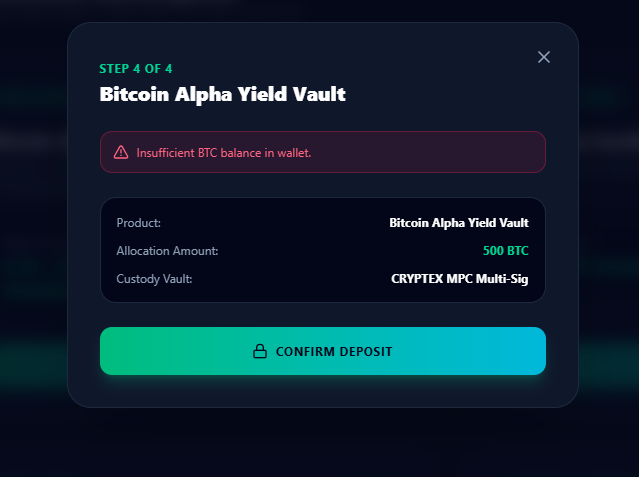 STEP 4 OF 4
Bitcoin Alpha Yield Vault
Insufficient BTC balance in wallet.
Product: Bitcoin Alpha Yield Vault
Allocation Amount: 500 BTC
Custody Vault: CRYPTEX MPC Multi-Sig
CONFIRM DEPOSIT